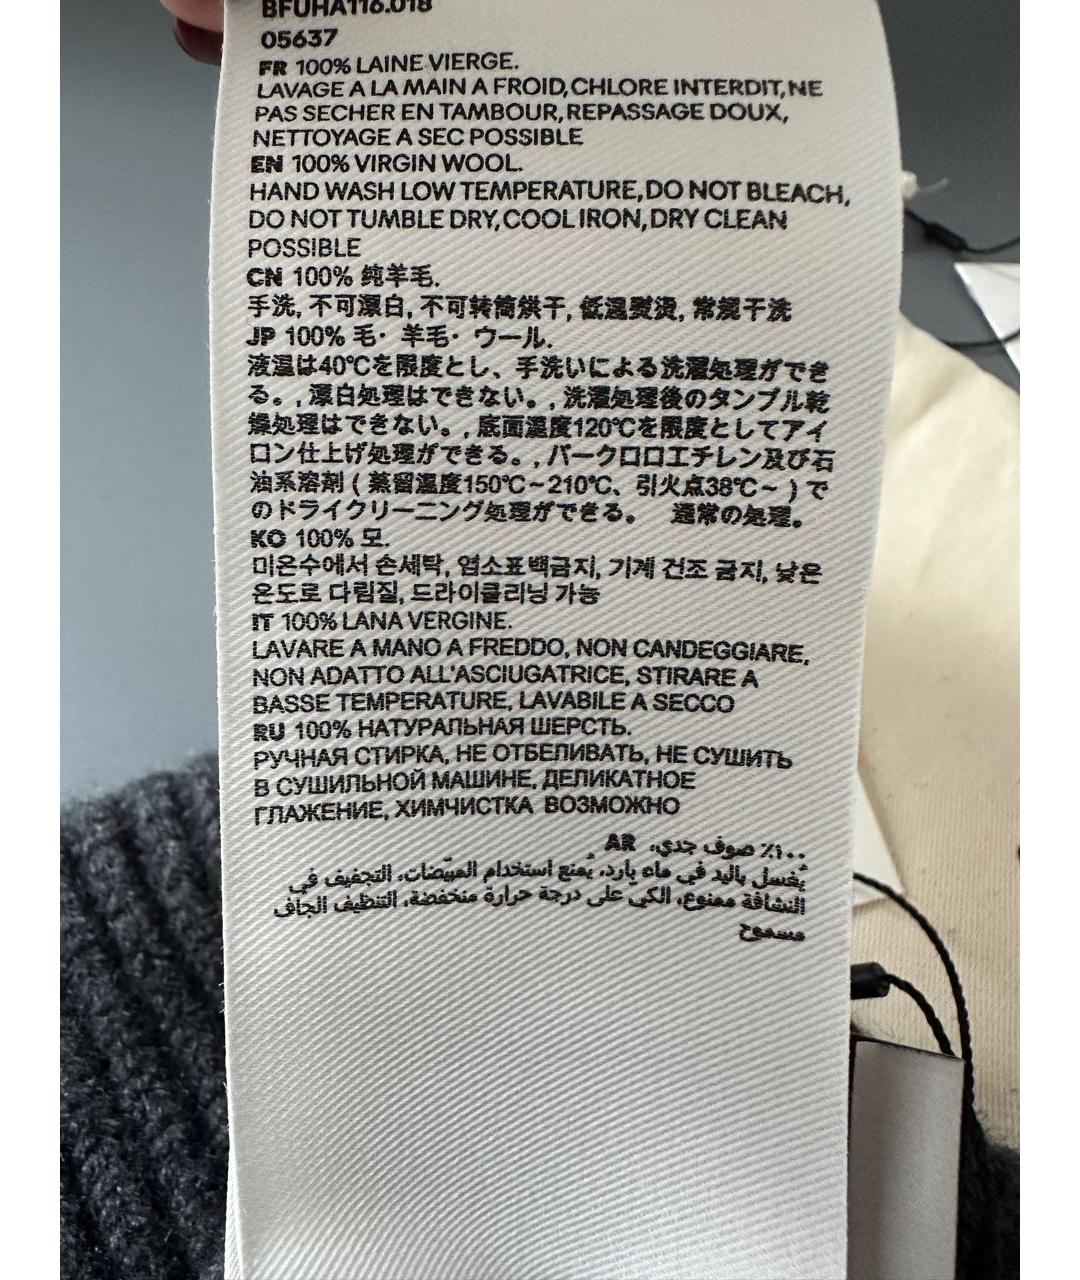 BFUHA116.018
05637
FR 100% LAINE VIERGE.
LAVAGE A LA MAIN A FROID, CHLORE INTERDIT, NE
PAS SECHER EN TAMBOUR, REPASSAGE DOUX,
NETTOYAGE A SEC POSSIBLE
EN 100% VIRGIN WOOL.
HAND WASH LOW TEMPERATURE, DO NOT BLEACH,
DO NOT TUMBLE DRY, COOL IRON, DRY CLEAN
POSSIBLE
CN 100% 纯羊毛.
手洗, 不可漂白, 不可转筒烘干, 低温熨烫, 常规干洗
JP 100% 毛· 羊毛· ウール.
液温は40℃を限度とし、手洗いによる洗濯処理ができ
る。, 漂白処理はできない。, 洗濯処理後のタンブル乾
燥処理はできない。, 底面温度120℃を限度としてアイ
ロン仕上げ処理ができる。, パークロロエチレン及び石
油系溶剤 ( 蒸留温度150℃~210℃、引火点38℃~ ) で
のドライクリーニング処理ができる。 通常の処理。
KO 100% 모.
미온수에서 손세탁, 염소표백금지, 기계 건조 금지, 낮은
온도로 다림질, 드라이클리닝 가능
IT 100% LANA VERGINE.
LAVARE A MANO A FREDDO, NON CANDEGGIARE,
NON ADATTO ALL'ASCIUGATRICE, STIRARE A
BASSE TEMPERATURE, LAVABILE A SECCO
RU 100% НАТУРАЛЬНАЯ ШЕРСТЬ.
РУЧНАЯ СТИРКА, НЕ ОТБЕЛИВАТЬ, НЕ СУШИТЬ
В СУШИЛЬНОЙ МАШИНЕ, ДЕЛИКАТНОЕ
ГЛАЖЕНИЕ, ХИМЧИСТКА ВОЗМОЖНО
١٠٠٪ صوف جدي. AR
يُغسل باليد في ماء بارد، يُمنع استخدام المبيّضات، التجفيف في
النشافة ممنوع، الكيّ على درجة حرارة منخفضة، التنظيف الجاف
مسموح